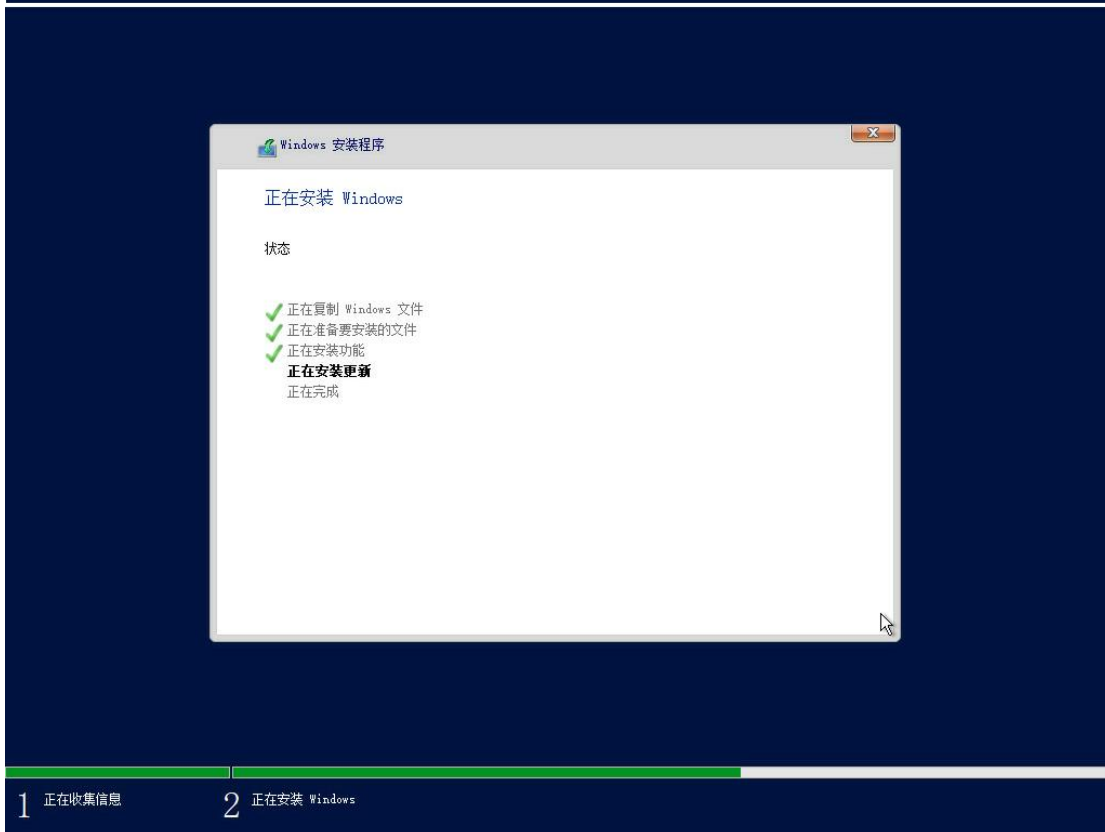 Windows 安装程序
正在安装 Windows
状态
正在复制 Windows 文件
正在准备要安装的文件
正在安装功能
正在安装更新
正在完成
1 正在收集信息
2 正在安装 Windows